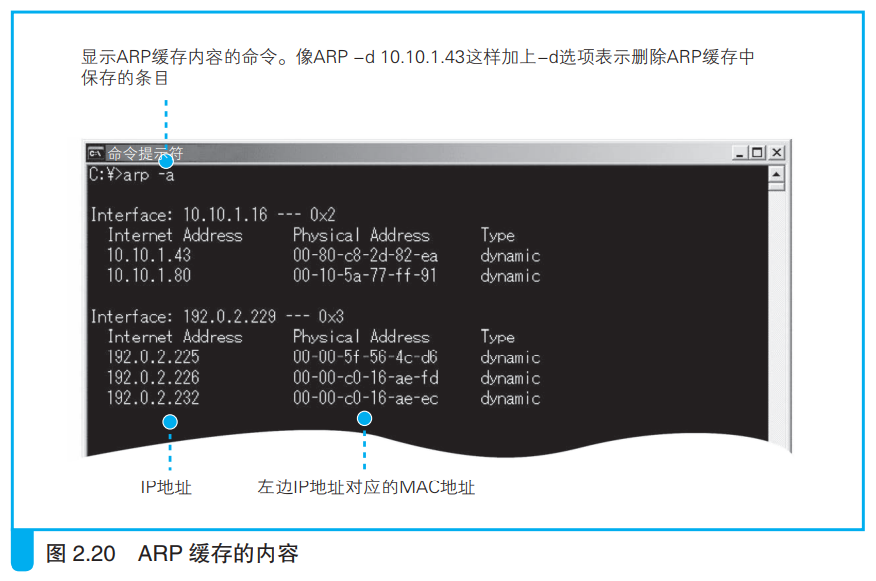 显示ARP缓存内容的命令。像ARP –d 10.10.1.43这样加上–d选项表示删除ARP缓存中
保存的条目
命令提示符
C:¥>arp -a
Interface: 10.10.1.16 --- 0x2
Internet Address Physical Address Type
10.10.1.43 00-80-c8-2d-82-ea dynamic
10.10.1.80 00-10-5a-77-ff-91 dynamic
Interface: 192.0.2.229 --- 0x3
Internet Address Physical Address Type
192.0.2.225 00-00-5f-56-4c-d6 dynamic
192.0.2.226 00-00-c0-16-ae-fd dynamic
192.0.2.232 00-00-c0-16-ae-ec dynamic
IP地址 左边IP地址对应的MAC地址
图 2.20 ARP 缓存的内容